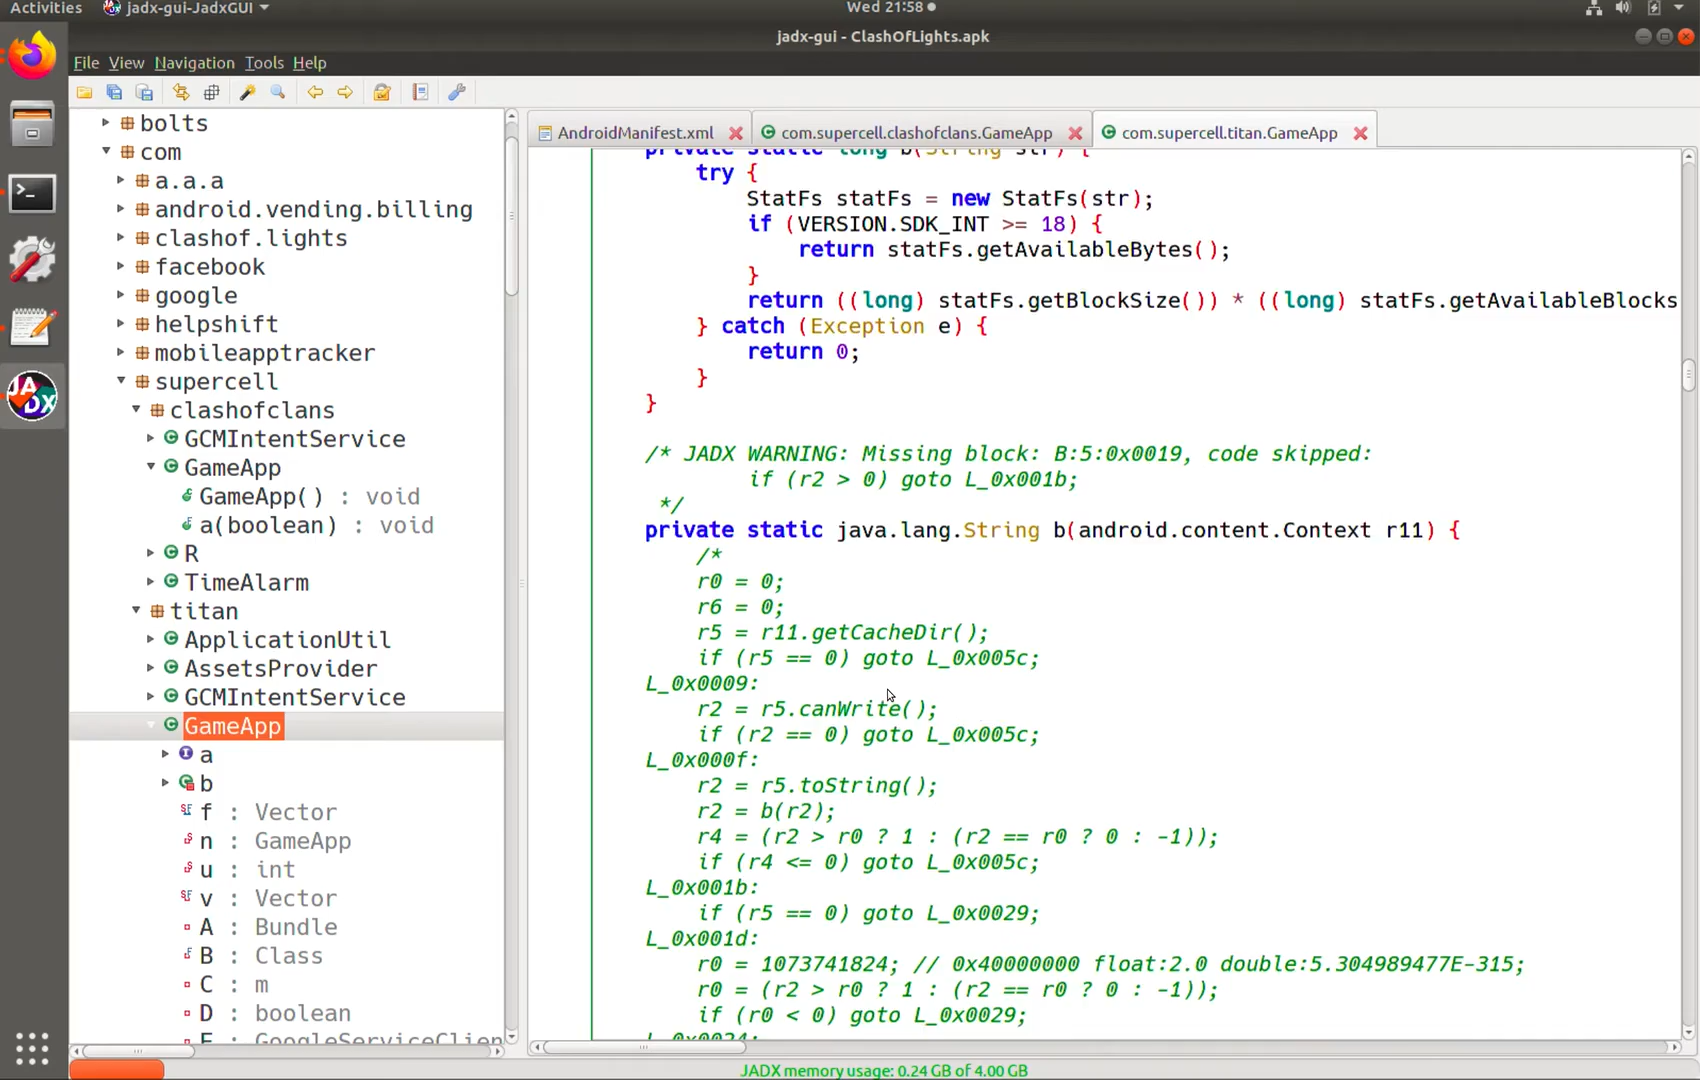 Activities jadx-gui-JadxGUI Wed 21:58
jadx-gui - ClashOfLights.apk
File View Navigation Tools Help
bolts
com
a.a.a
android.vending.billing
clashof.lights
facebook
google
helpshift
mobileapptracker
supercell
clashofclans
GCMIntentService
GameApp
GameApp() : void
a(boolean) : void
R
TimeAlarm
titan
ApplicationUtil
AssetsProvider
GCMIntentService
GameApp
a
b
f : Vector
n : GameApp
u : int
v : Vector
A : Bundle
B : Class
C : m
D : boolean
E : GoogleServiceClien
AndroidManifest.xml com.supercell.clashofclans.GameApp com.supercell.titan.GameApp
private static long b(String str) {
try {
StatFs statFs = new StatFs(str);
if (VERSION.SDK_INT >= 18) {
return statFs.getAvailableBytes();
}
return ((long) statFs.getBlockSize()) * ((long) statFs.getAvailableBlocks
} catch (Exception e) {
return 0;
}
}
/* JADX WARNING: Missing block: B:5:0x0019, code skipped:
if (r2 > 0) goto L_0x001b;
*/
private static java.lang.String b(android.content.Context r11) {
/*
r0 = 0;
r6 = 0;
r5 = r11.getCacheDir();
if (r5 == 0) goto L_0x005c;
L_0x0009:
r2 = r5.canWrite();
if (r2 == 0) goto L_0x005c;
L_0x000f:
r2 = r5.toString();
r2 = b(r2);
r4 = (r2 > r0 ? 1 : (r2 == r0 ? 0 : -1));
if (r4 <= 0) goto L_0x005c;
L_0x001b:
if (r5 == 0) goto L_0x0029;
L_0x001d:
r0 = 1073741824; // 0x40000000 float:2.0 double:5.304989477E-315;
r0 = (r2 > r0 ? 1 : (r2 == r0 ? 0 : -1));
if (r0 < 0) goto L_0x0029;
L_0x0024:
JADX memory usage: 0.24 GB of 4.00 GB